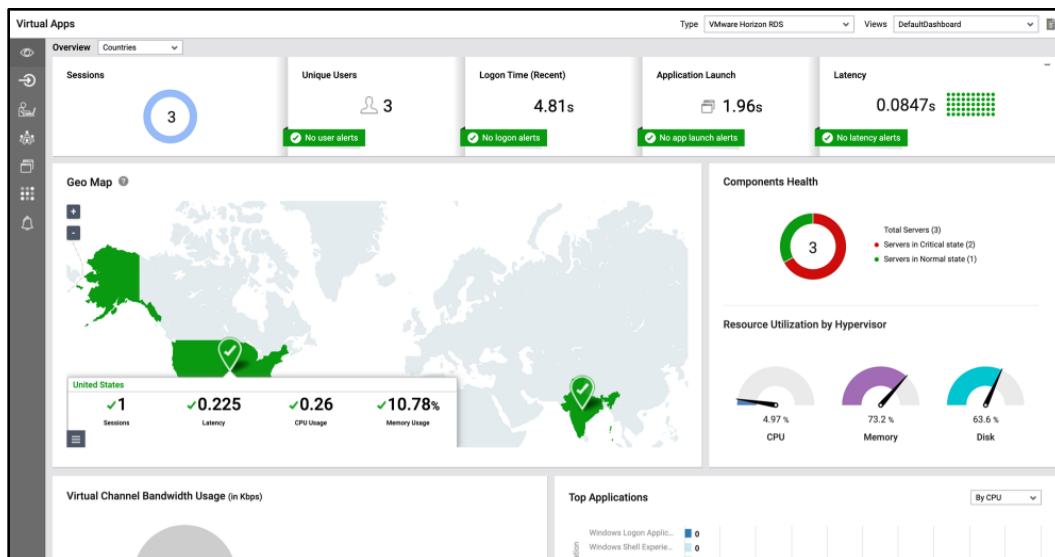 Virtual Apps
Type VMware Horizon RDS Views DefaultDashboard
Overview Countries
Sessions
3
Unique Users
3
No user alerts
Logon Time (Recent)
4.81s
No logon alerts
Application Launch
1.96s
No app launch alerts
Latency
0.0847s
No latency alerts
Geo Map ?
+
-
United States
1
Sessions
0.225
Latency
0.26
CPU Usage
10.78%
Memory Usage
Components Health
3
Total Servers (3)
Servers in Critical state (2)
Servers in Normal state (1)
Resource Utilization by Hypervisor
4.97 %
CPU
73.2 %
Memory
63.6 %
Disk
Virtual Channel Bandwidth Usage (in Kbps)
Top Applications
By CPU
Windows Logon Applic... 0
Windows Shell Experie... 0